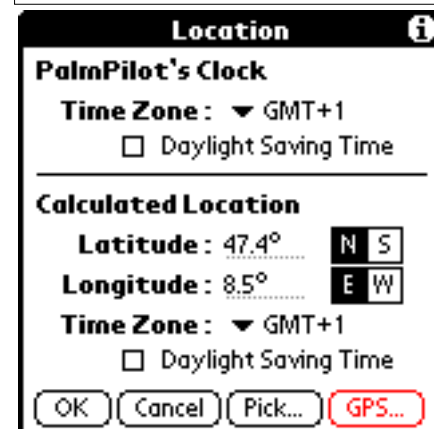 Location
PalmPilot's Clock
Time Zone: GMT+1
Daylight Saving Time
Calculated Location
Latitude: 47.4° N S
Longitude: 8.5° E W
Time Zone: GMT+1
Daylight Saving Time
OK Cancel Pick... GPS...